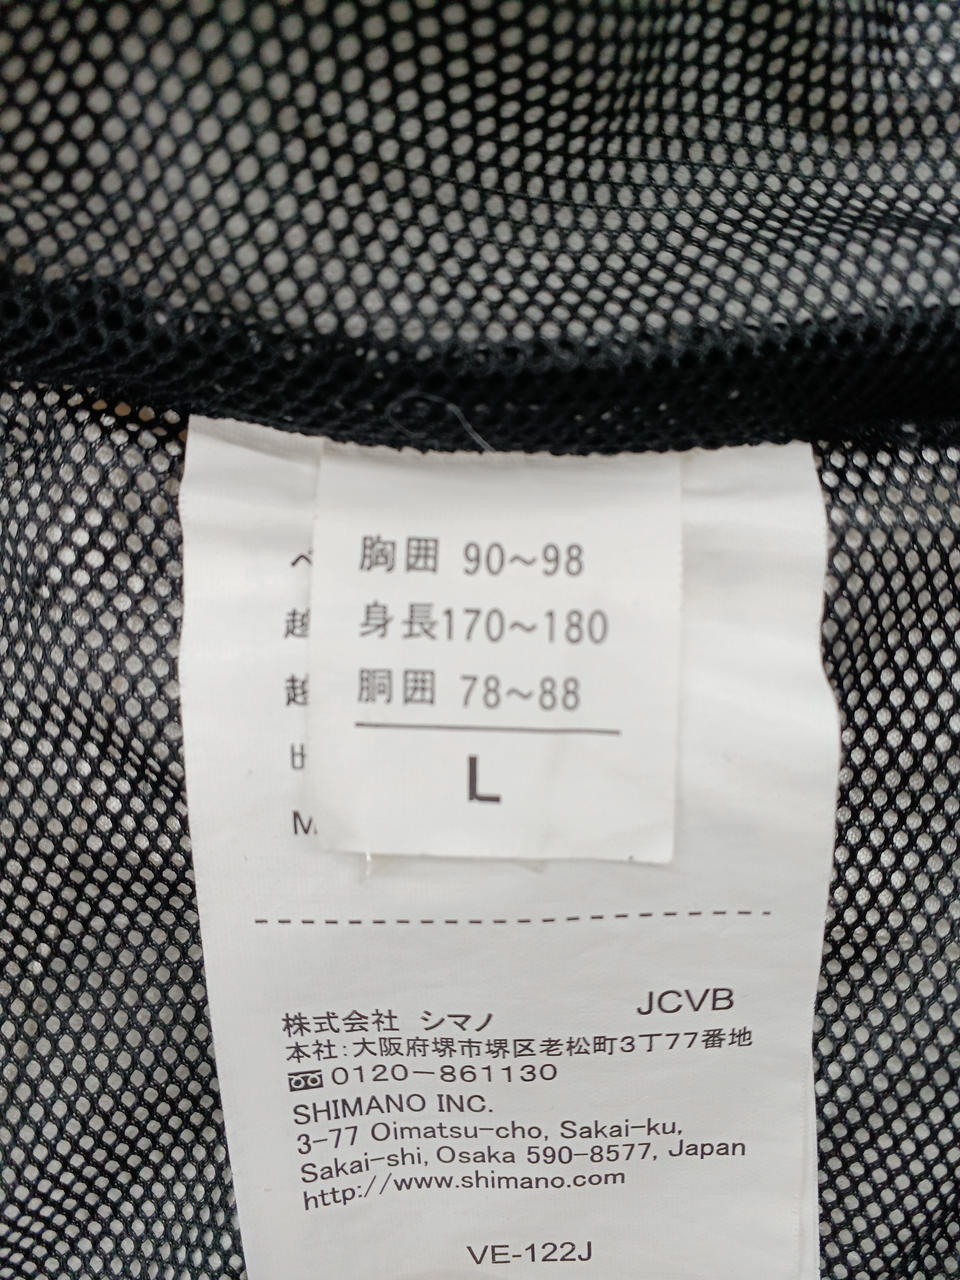 胸囲 90～98
身長170～180
胴囲 78～88
L
ベ
越
越
M
JCVB
株式会社 シマノ
本社:大阪府堺市堺区老松町3丁77番地
0120-861130
SHIMANO INC.
3-77 Oimatsu-cho, Sakai-ku,
Sakai-shi, Osaka 590-8577, Japan
http://www.shimano.com
VE-122J